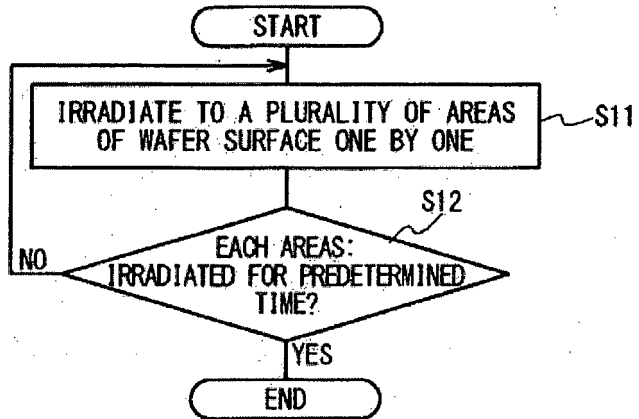 START
IRRADIATE TO A PLURALITY OF AREAS
OF WAFER SURFACE ONE BY ONE
S11
S12
EACH AREAS:
IRRADIATED FOR PREDETERMINED
TIME?
NO
YES
END